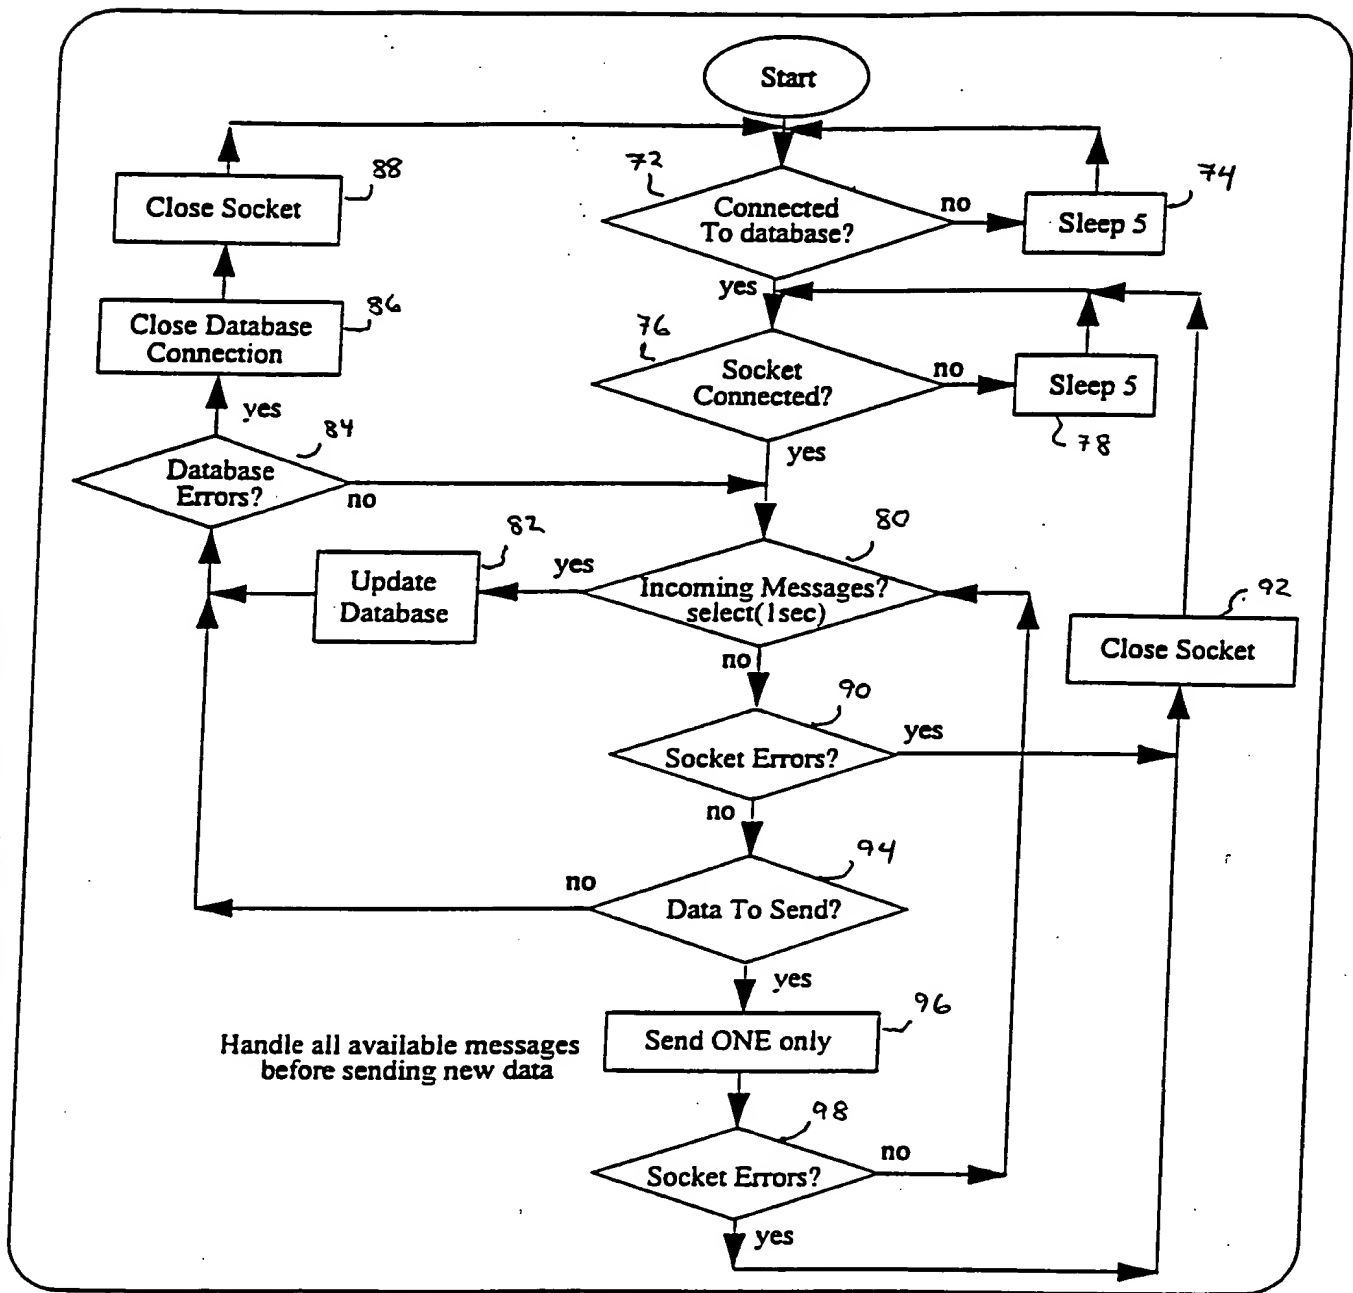 Start
88
72
74
Close Socket
Connected
To database?
no
Sleep 5
yes
86
76
Close Database
Connection
Socket
Connected?
no
Sleep 5
yes
84
78
yes
Database
Errors?
no
82
80
yes
Update
Database
Incoming Messages?
select(1sec)
92
Close Socket
no
90
yes
Socket Errors?
no
94
no
Data To Send?
yes
96
Handle all available messages
before sending new data
Send ONE only
98
no
Socket Errors?
yes